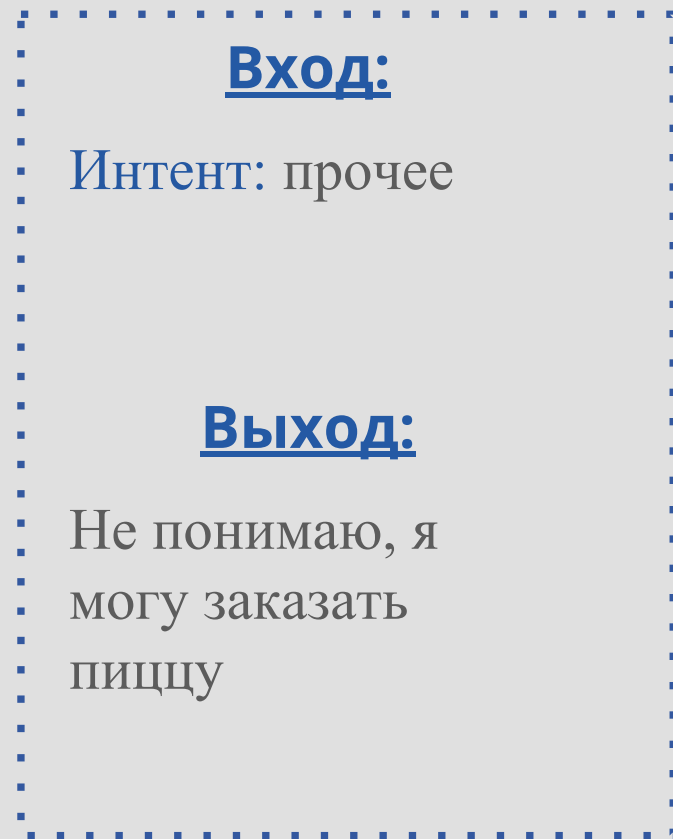 Вход:
Интент: прочее
Выход:
Не понимаю, я
могу заказать
пиццу